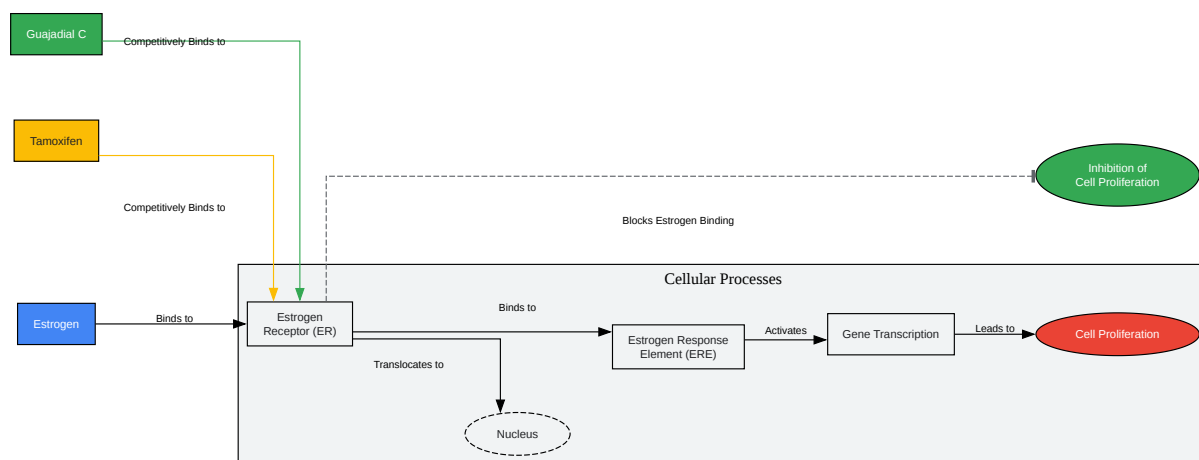 Guajadial C
Competitively Binds to
Tamoxifen
Inhibition of
Cell Proliferation
Competitively Binds to
Blocks Estrogen Binding
Cellular Processes
Estrogen
Binds to
Estrogen
Receptor (ER)
Binds to
Translocates to
Estrogen Response
Element (ERE)
Activates
Gene Transcription
Leads to
Cell Proliferation
Nucleus